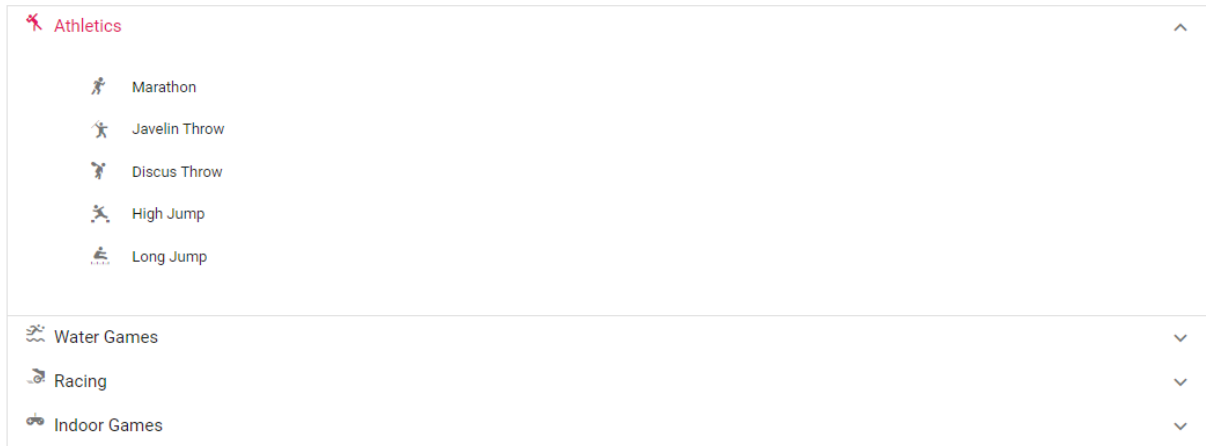 Athletics
Marathon
Javelin Throw
Discus Throw
High Jump
Long Jump
Water Games
Racing
Indoor Games